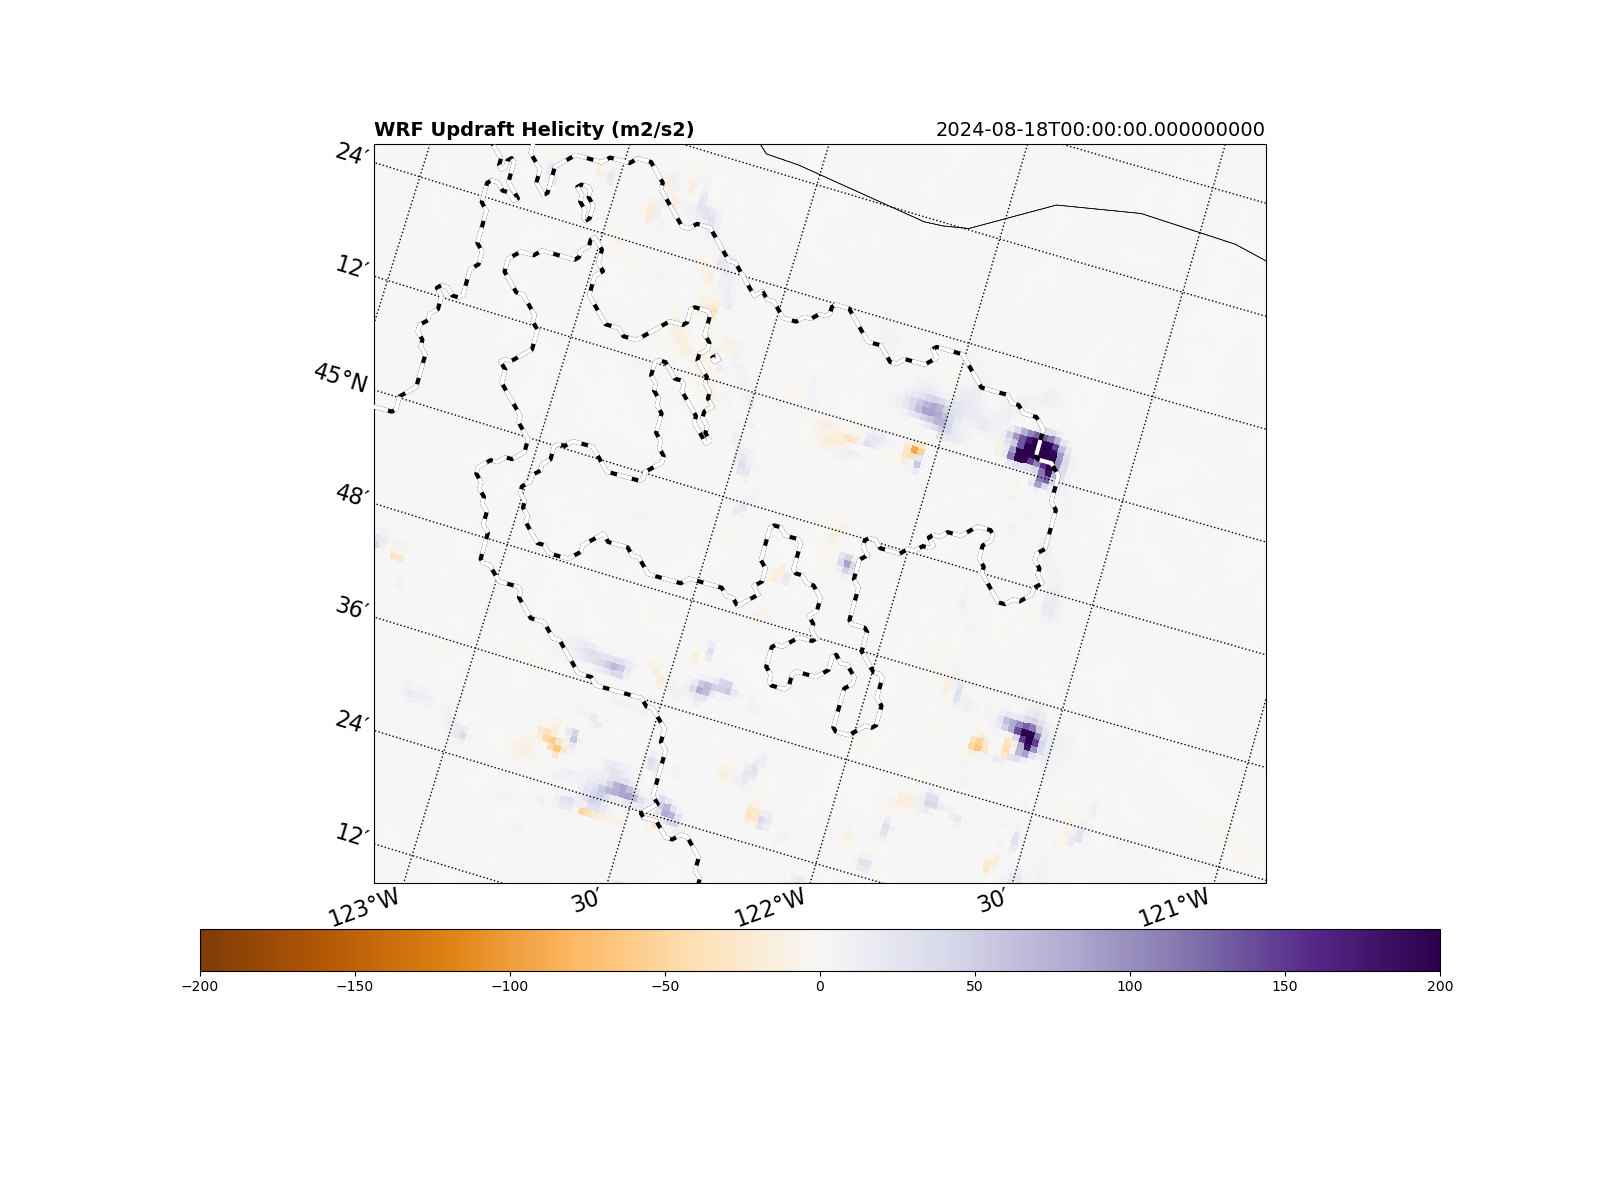 WRF Updraft Helicity (m2/s2)
2024-08-18T00:00:00.000000000
24′
12′
45°N
48′
36′
24′
12′
123°W
30′
122°W
30′
121°W
−200
−150
−100
−50
0
50
100
150
200